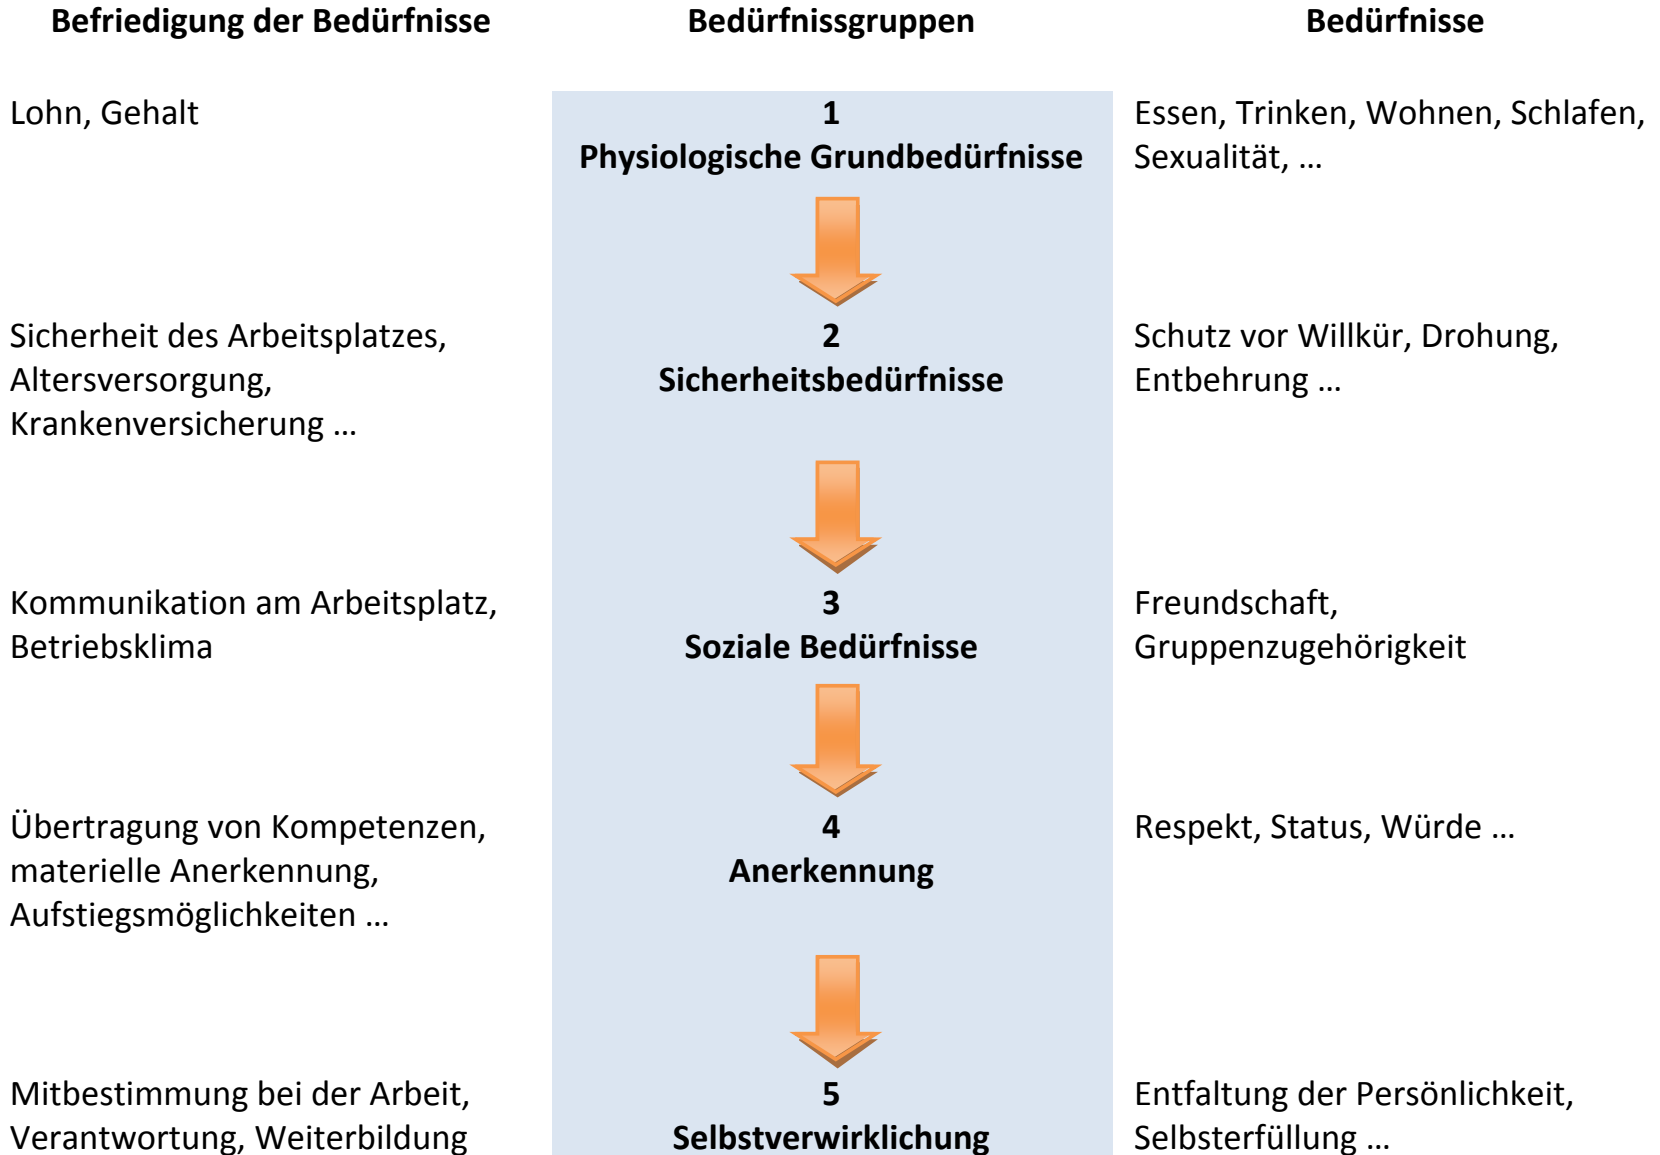 Befriedigung der Bedürfnisse
Bedürfnissgruppen
Bedürfnisse
Lohn, Gehalt
1
Physiologische Grundbedürfnisse
Essen, Trinken, Wohnen, Schlafen,
Sexualität, …
Sicherheit des Arbeitsplatzes,
Altersversorgung,
Krankenversicherung …
2
Sicherheitsbedürfnisse
Schutz vor Willkür, Drohung,
Entbehrung …
Kommunikation am Arbeitsplatz,
Betriebsklima
3
Soziale Bedürfnisse
Freundschaft,
Gruppenzugehörigkeit
Übertragung von Kompetenzen,
materielle Anerkennung,
Aufstiegsmöglichkeiten …
4
Anerkennung
Respekt, Status, Würde …
Mitbestimmung bei der Arbeit,
Verantwortung, Weiterbildung
5
Selbstverwirklichung
Entfaltung der Persönlichkeit,
Selbsterfüllung …